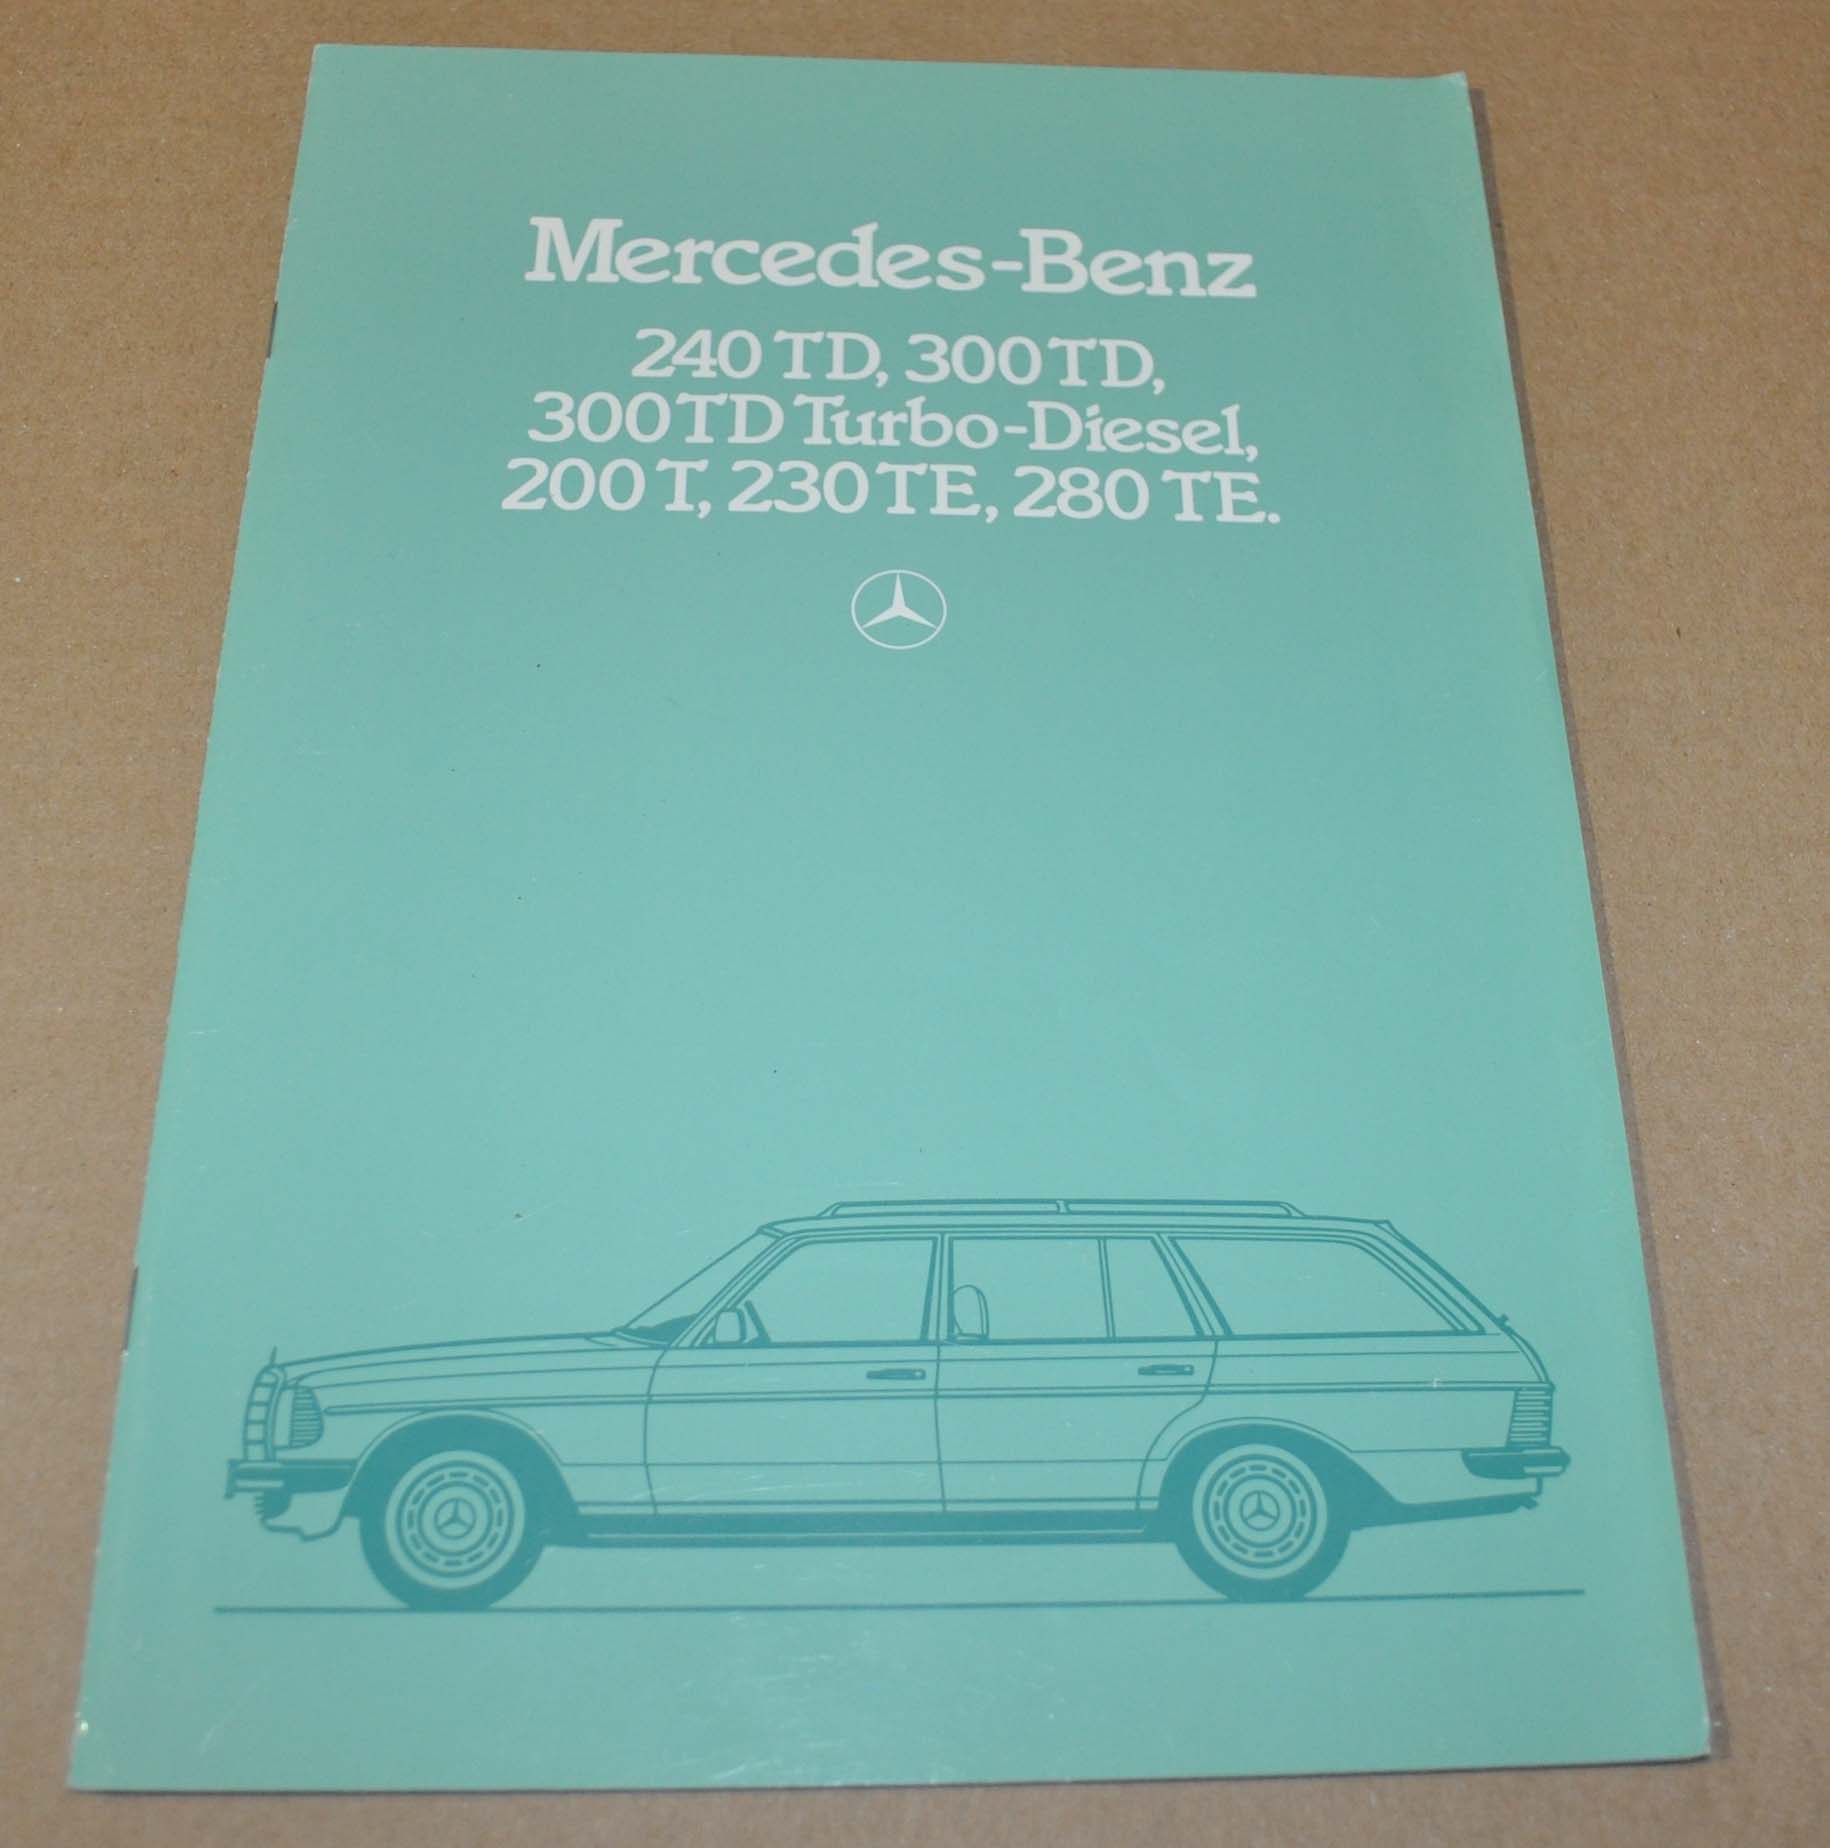 Mercedes-Benz
240 TD, 300 TD,
300 TD Turbo-Diesel,
200 T, 230 TE, 280 TE.